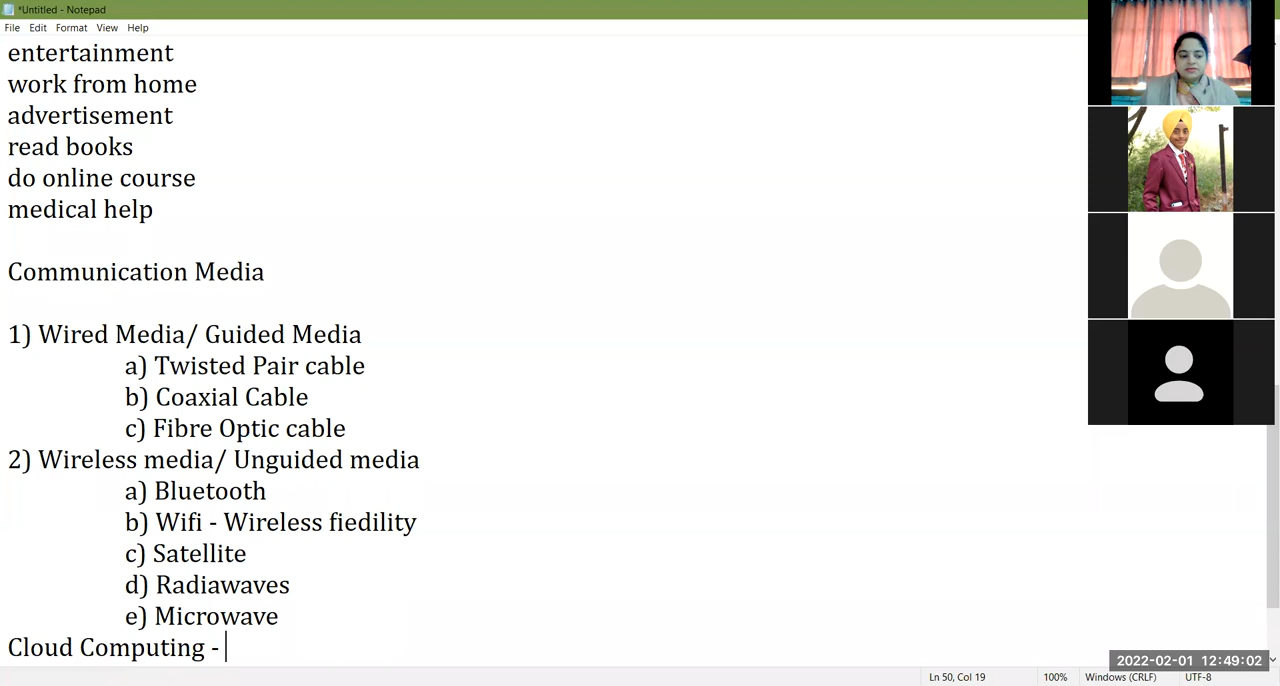 *Untitled - Notepad
File Edit Format View Help
entertainment
work from home
advertisement
read books
do online course
medical help
Communication Media
1) Wired Media/ Guided Media
a) Twisted Pair cable
b) Coaxial Cable
c) Fibre Optic cable
2) Wireless media/ Unguided media
a) Bluetooth
b) Wifi - Wireless fiedility
c) Satellite
d) Radiawaves
e) Microwave
Cloud Computing -
2022-02-01 12:49:02
Ln 50, Col 19 100% Windows (CRLF) UTF-8